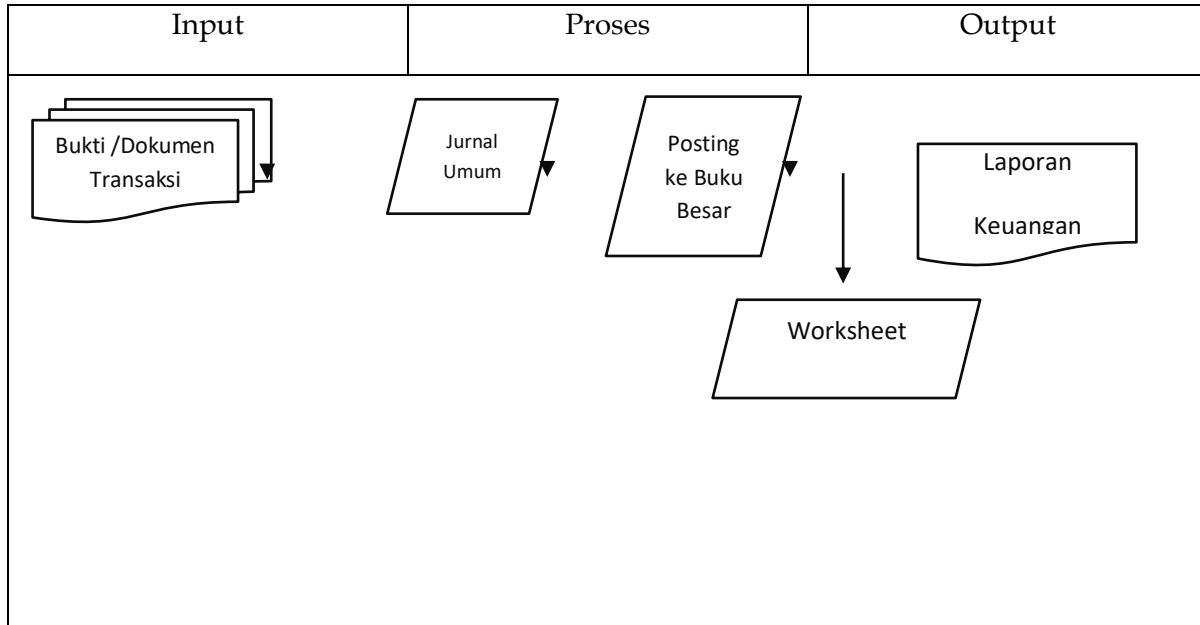 Input
Proses
Output
Bukti /Dokumen
Transaksi
Jurnal
Umum
Posting
ke Buku
Besar
Laporan
Keuangan
Worksheet